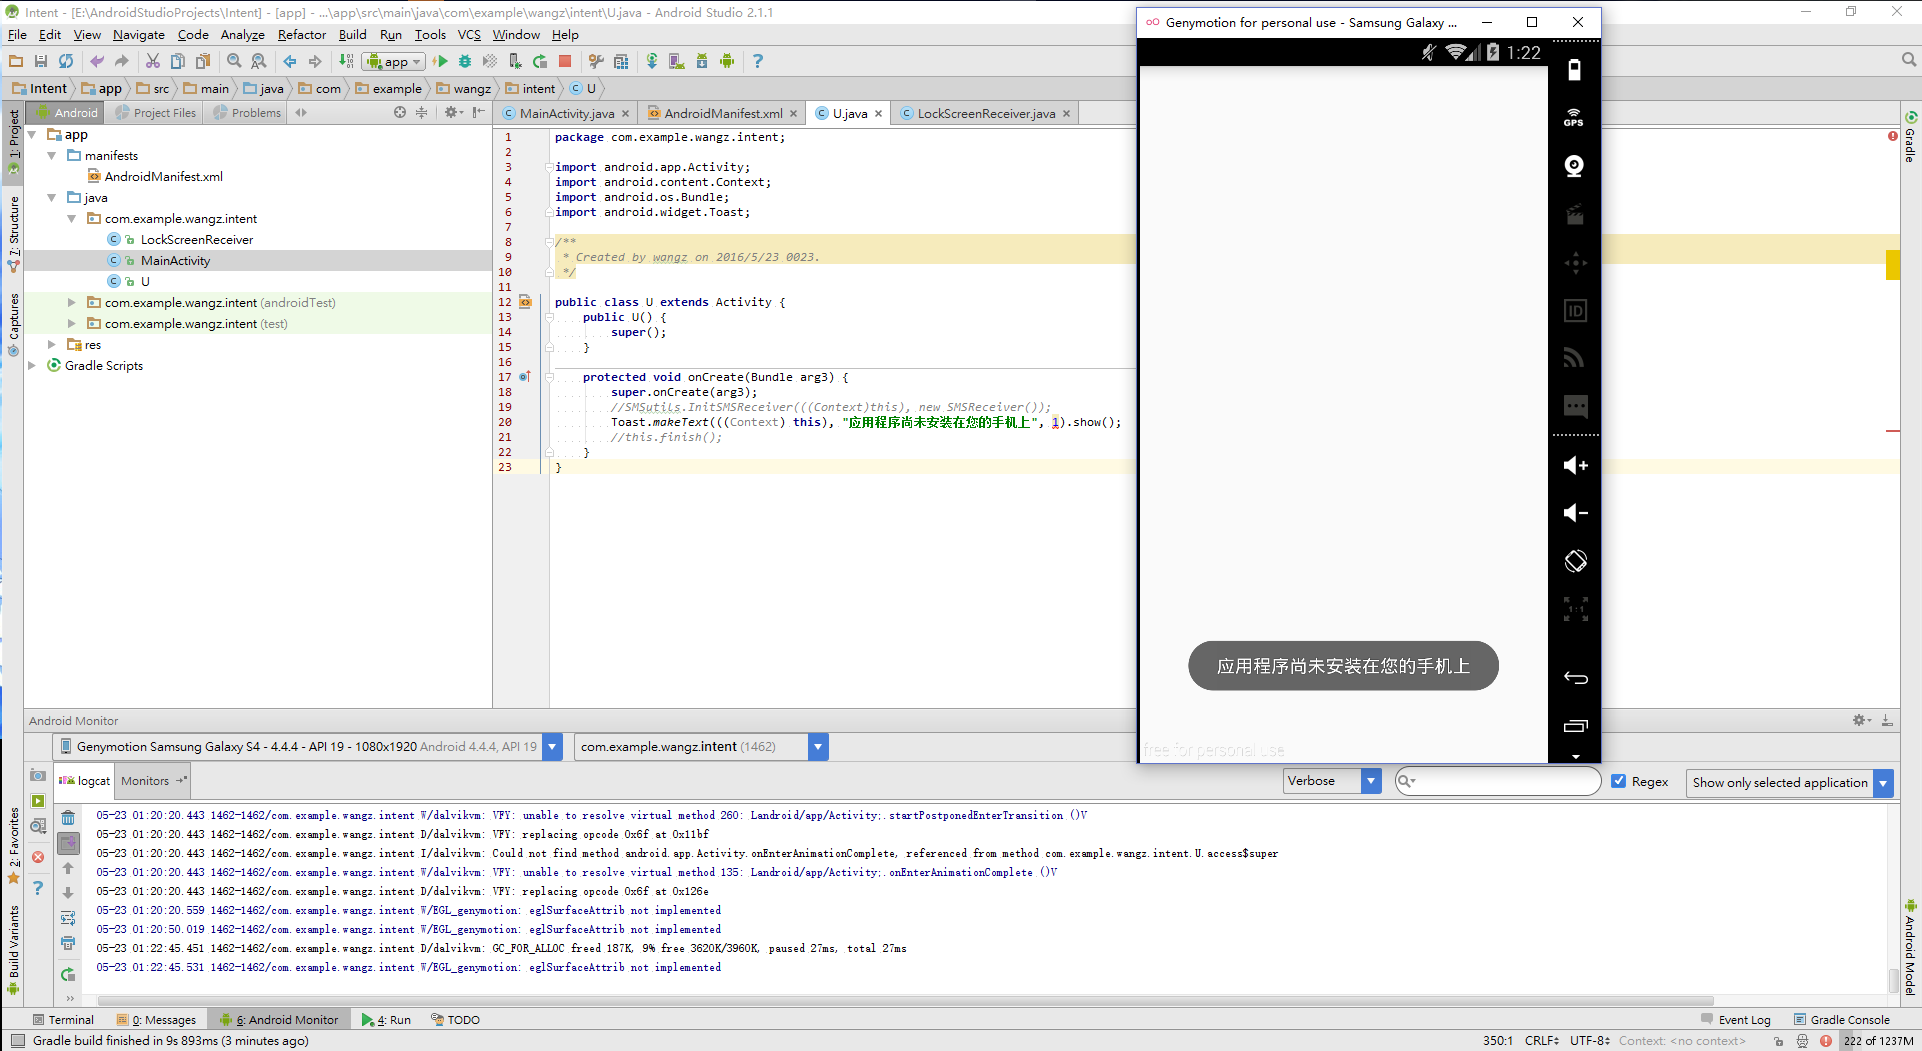 Intent - [E:\AndroidStudioProjects\Intent] - [app] - ...\app\src\main\java\com\example\wangz\intent\U.java - Android Studio 2.1.1
File Edit View Navigate Code Analyze Refactor Build Run Tools VCS Window Help
app
Intent app src main java com example wangz intent U
Android Project Files Problems
MainActivity.java AndroidManifest.xml U.java LockScreenReceiver.java
1: Project
7: Structure
Captures
2: Favorites
Build Variants
app
manifests
AndroidManifest.xml
java
com.example.wangz.intent
LockScreenReceiver
MainActivity
U
com.example.wangz.intent (androidTest)
com.example.wangz.intent (test)
res
Gradle Scripts
1 package com.example.wangz.intent;
2
3 import android.app.Activity;
4 import android.content.Context;
5 import android.os.Bundle;
6 import android.widget.Toast;
7
8 /**
9 * Created by wangz on 2016/5/23 0023.
10 */
11
12 public class U extends Activity {
13 public U() {
14 super();
15 }
16
17 protected void onCreate(Bundle arg3) {
18 super.onCreate(arg3);
19 //SMSutils.InitSMSReceiver(((Context)this), new SMSReceiver());
20 Toast.makeText(((Context) this), "应用程序尚未安装在您的手机上", 1).show();
21 //this.finish();
22 }
23 }
Genymotion for personal use - Samsung Galaxy ...
1:22
GPS
ID
1:1
应用程序尚未安装在您的手机上
free for personal use
Gradle
Android Model
Android Monitor
Genymotion Samsung Galaxy S4 - 4.4.4 - API 19 - 1080x1920 Android 4.4.4, API 19
com.example.wangz.intent (1462)
logcat Monitors
Verbose
Regex
Show only selected application
05-23 01:20:20.443 1462-1462/com.example.wangz.intent W/dalvikvm: VFY: unable to resolve virtual method 260: Landroid/app/Activity;.startPostponedEnterTransition ()V
05-23 01:20:20.443 1462-1462/com.example.wangz.intent D/dalvikvm: VFY: replacing opcode 0x6f at 0x11bf
05-23 01:20:20.443 1462-1462/com.example.wangz.intent I/dalvikvm: Could not find method android.app.Activity.onEnterAnimationComplete, referenced from method com.example.wangz.intent.U.access$super
05-23 01:20:20.443 1462-1462/com.example.wangz.intent W/dalvikvm: VFY: unable to resolve virtual method 135: Landroid/app/Activity;.onEnterAnimationComplete ()V
05-23 01:20:20.443 1462-1462/com.example.wangz.intent D/dalvikvm: VFY: replacing opcode 0x6f at 0x126e
05-23 01:20:20.559 1462-1462/com.example.wangz.intent W/EGL_genymotion: eglSurfaceAttrib not implemented
05-23 01:20:50.019 1462-1462/com.example.wangz.intent W/EGL_genymotion: eglSurfaceAttrib not implemented
05-23 01:22:45.451 1462-1462/com.example.wangz.intent D/dalvikvm: GC_FOR_ALLOC freed 187K, 9% free 3620K/3960K, paused 27ms, total 27ms
05-23 01:22:45.531 1462-1462/com.example.wangz.intent W/EGL_genymotion: eglSurfaceAttrib not implemented
Terminal 0: Messages 6: Android Monitor 4: Run TODO Event Log Gradle Console
Gradle build finished in 9s 893ms (3 minutes ago)
350:1 CRLF UTF-8 Context: <no context> 222 of 1237M